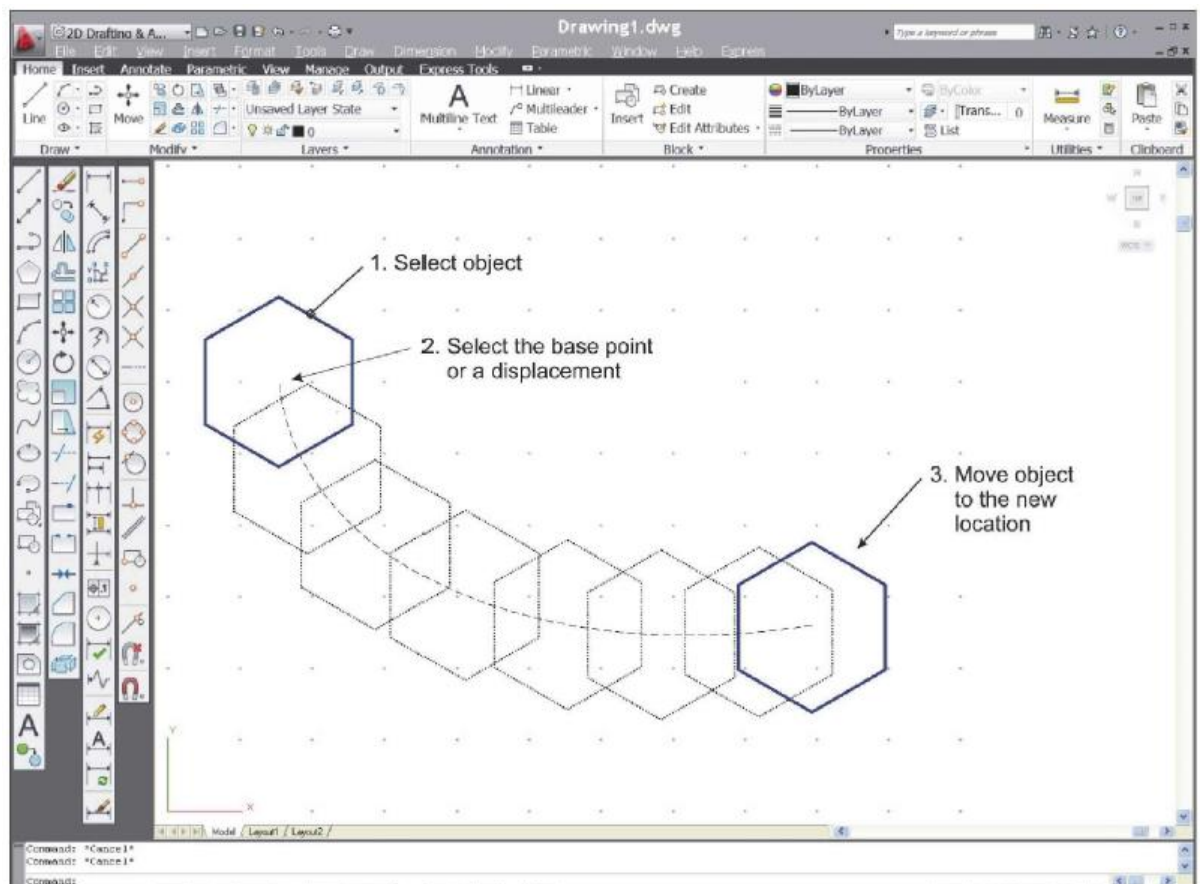 2D Drafting & A...
Drawing1.dwg
Type a keyword or phrase
File Edit View Insert Format Tools Draw Dimension Modify Parametric Window Help Express
Home Insert Annotate Parametric View Manage Output Express Tools
Line
Move
Unsaved Layer State
0
A
Multiline Text
Linear
Multileader
Table
Insert
Create
Edit
Edit Attributes
ByLayer
ByLayer
ByLayer
ByColor
Trans... 0
List
Measure
Paste
Draw
Modify
Layers
Annotation
Block
Properties
Utilities
Clipboard
1. Select object
2. Select the base point
or a displacement
3. Move object
to the new
location
A
A
Y
X
Model / Layout1 / Layout2 /
Command: *Cancel*
Command: *Cancel*
Command: